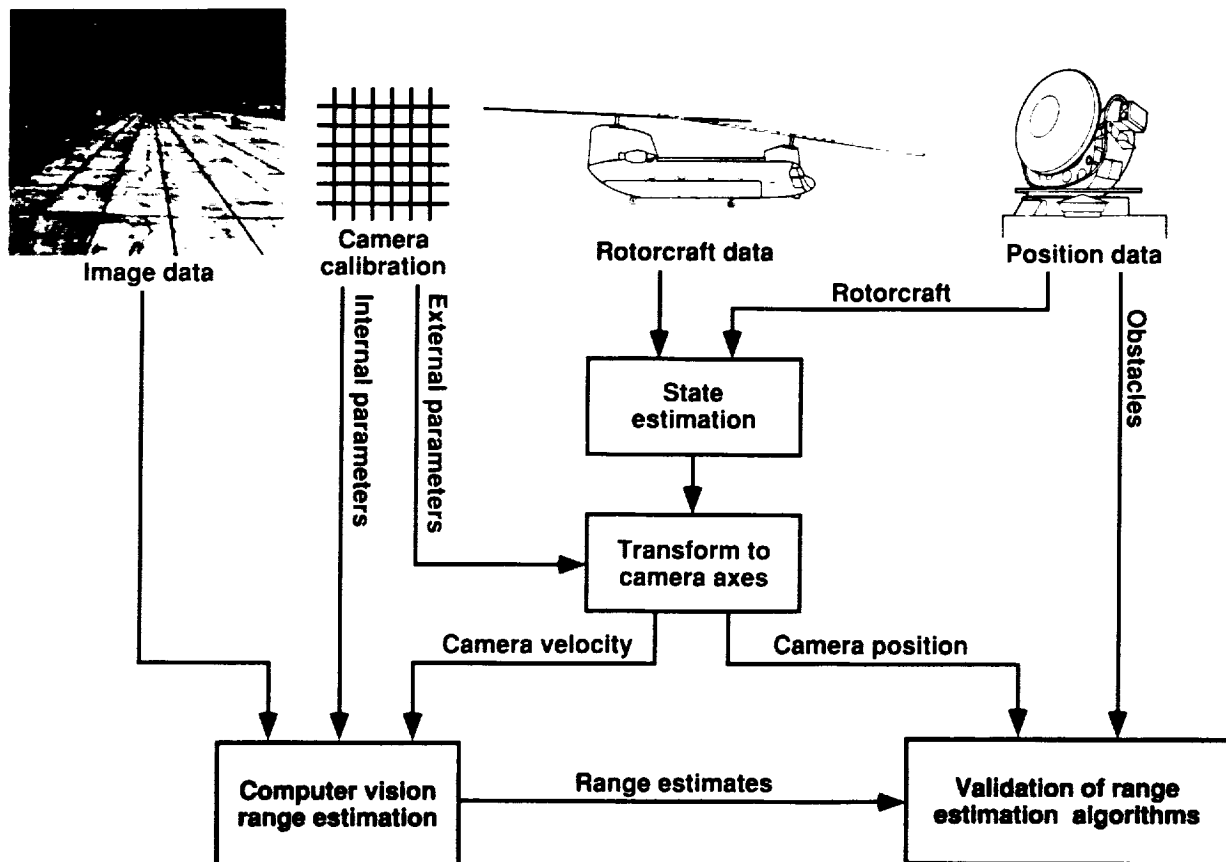 Image data
Camera
calibration
Rotorcraft data
Position data
Rotorcraft
Internal parameters
External parameters
Obstacles
State
estimation
Transform to
camera axes
Camera velocity
Camera position
Computer vision
range estimation
Range estimates
Validation of range
estimation algorithms